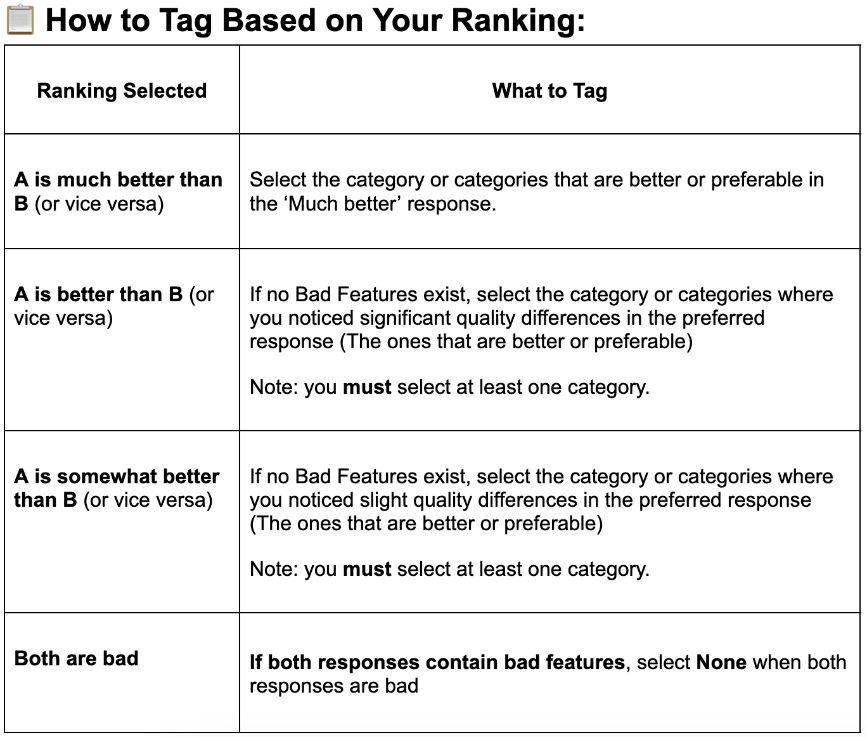 📋 How to Tag Based on Your Ranking:
Ranking Selected
What to Tag
A is much better than
B (or vice versa)
Select the category or categories that are better or preferable in
the ‘Much better’ response.
A is better than B (or
vice versa)
If no Bad Features exist, select the category or categories where
you noticed significant quality differences in the preferred
response (The ones that are better or preferable)
Note: you must select at least one category.
A is somewhat better
than B (or vice versa)
If no Bad Features exist, select the category or categories where
you noticed slight quality differences in the preferred response
(The ones that are better or preferable)
Note: you must select at least one category.
Both are bad
If both responses contain bad features, select None when both
responses are bad